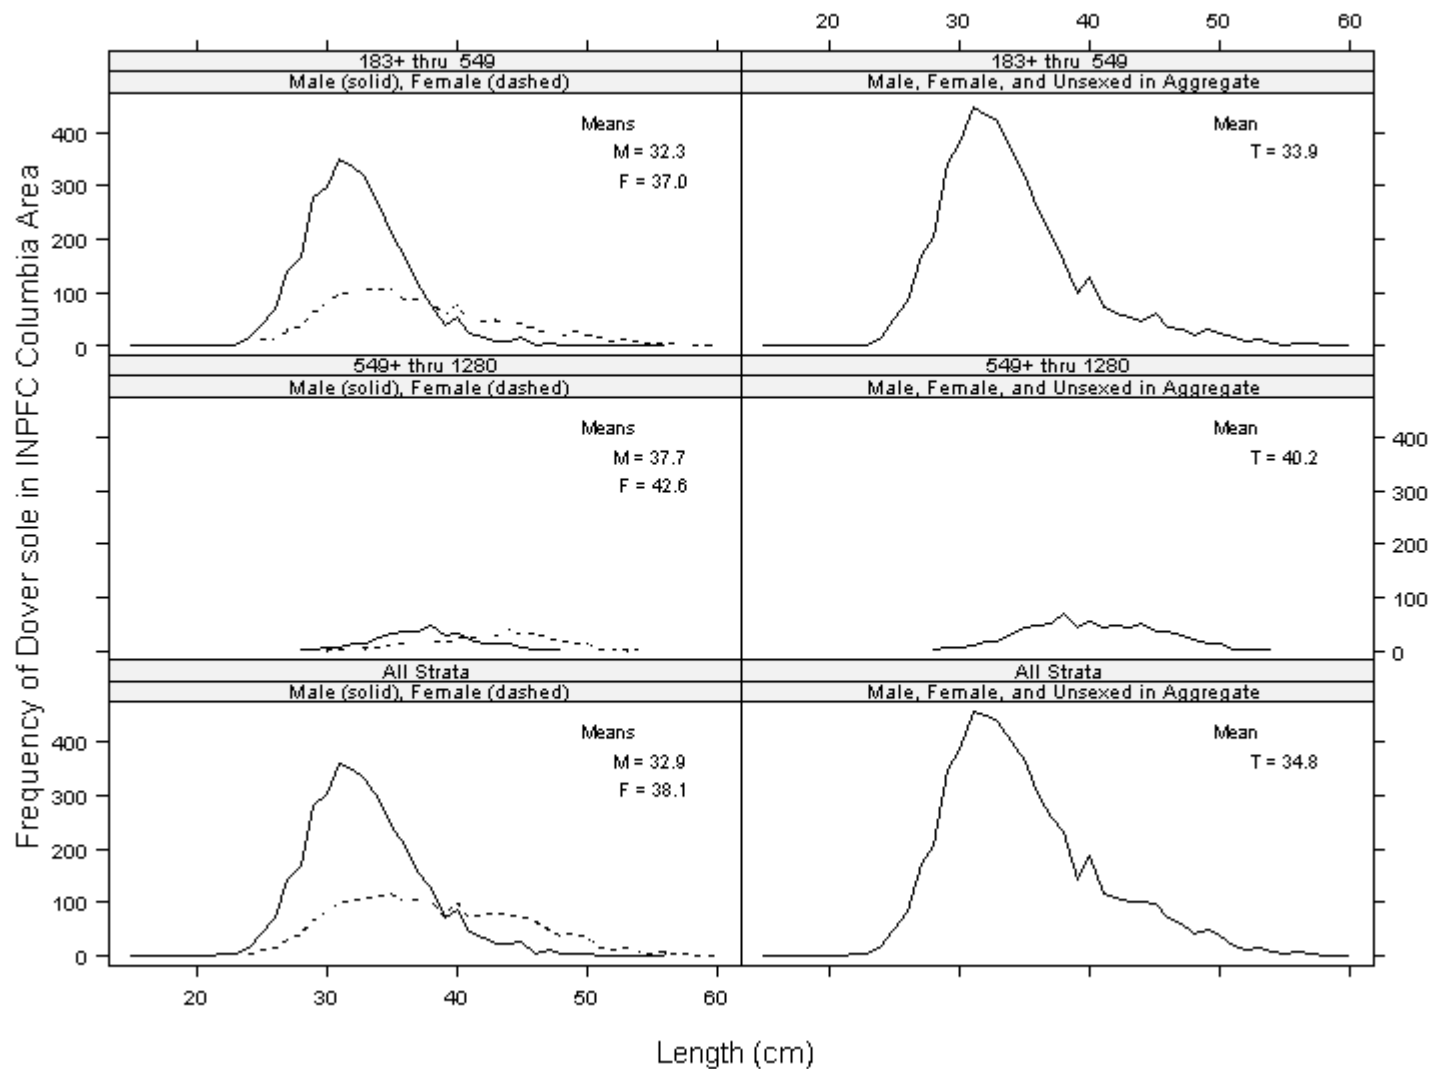 20 30 40 50 60
183+ thru 549
183+ thru 549
Male (solid), Female (dashed)
Male, Female, and Unsexed in Aggregate
Means
M = 32.3
F = 37.0
Mean
T = 33.9
400
300
200
100
0
549+ thru 1280
549+ thru 1280
Male (solid), Female (dashed)
Male, Female, and Unsexed in Aggregate
Means
M = 37.7
F = 42.6
Mean
T = 40.2
400
300
200
100
0
All Strata
All Strata
Male (solid), Female (dashed)
Male, Female, and Unsexed in Aggregate
Means
M = 32.9
F = 38.1
Mean
T = 34.8
400
300
200
100
0
20 30 40 50 60
Frequency of Dover sole in INPFC Columbia Area
Length (cm)